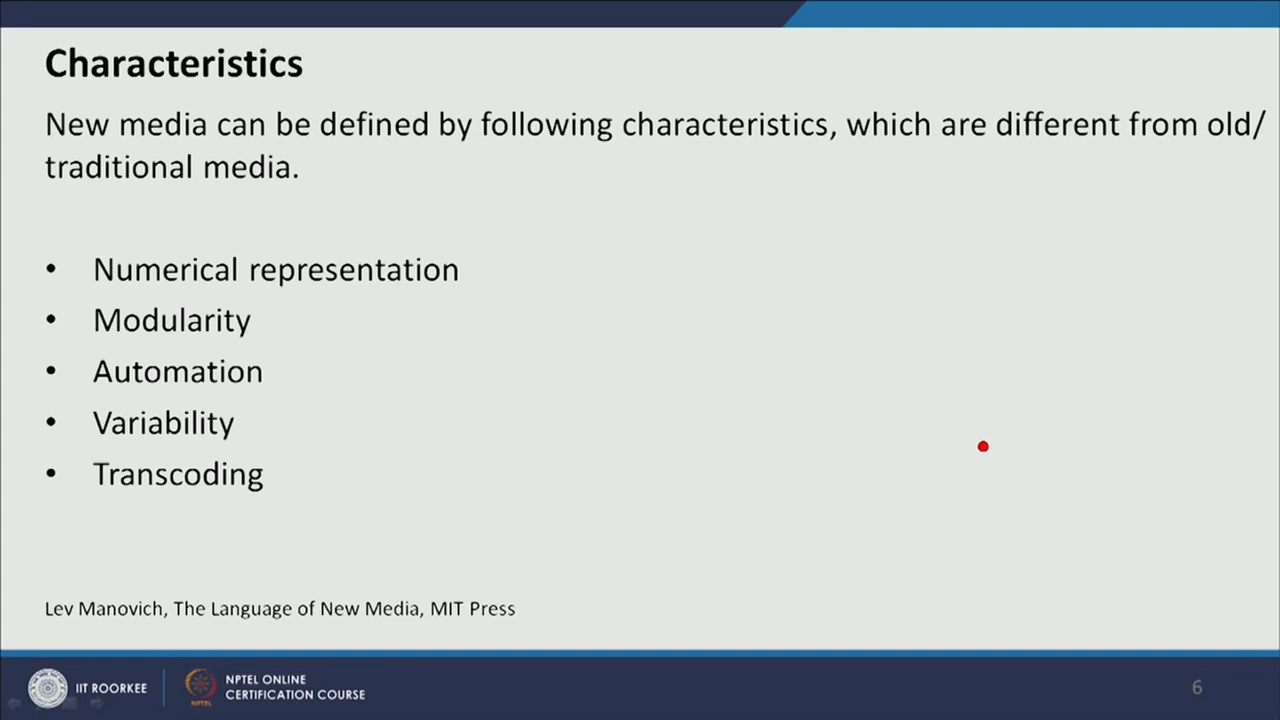 Characteristics
New media can be defined by following characteristics, which are different from old/
traditional media.
• Numerical representation
• Modularity
• Automation
• Variability
• Transcoding
Lev Manovich, The Language of New Media, MIT Press
IIT ROORKEE
NPTEL
NPTEL ONLINE
CERTIFICATION COURSE
6